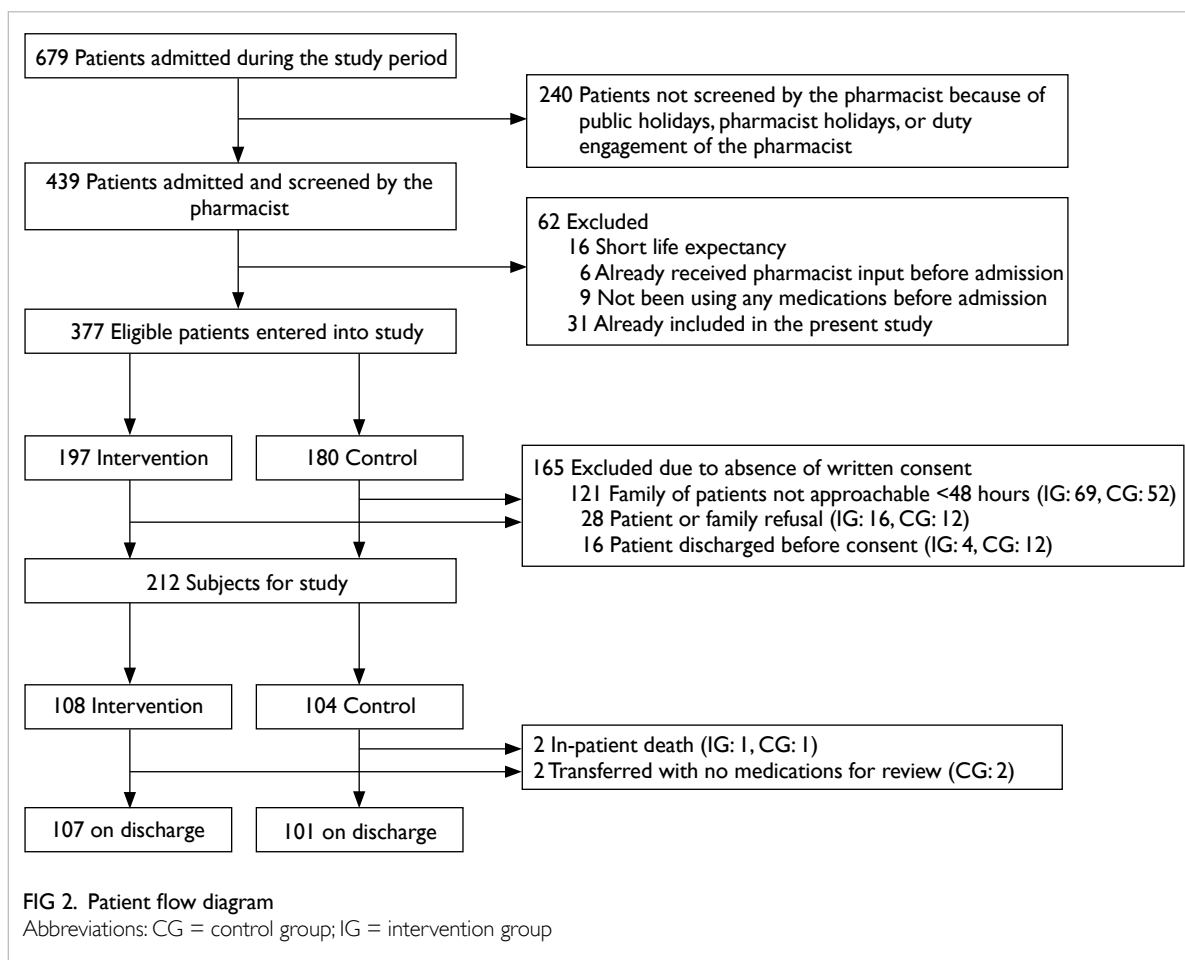 679 Patients admitted during the study period
240 Patients not screened by the pharmacist because of
public holidays, pharmacist holidays, or duty
engagement of the pharmacist
439 Patients admitted and screened by the
pharmacist
62 Excluded
16 Short life expectancy
6 Already received pharmacist input before admission
9 Not been using any medications before admission
31 Already included in the present study
377 Eligible patients entered into study
197 Intervention
180 Control
165 Excluded due to absence of written consent
121 Family of patients not approachable <48 hours (IG: 69, CG: 52)
28 Patient or family refusal (IG: 16, CG: 12)
16 Patient discharged before consent (IG: 4, CG: 12)
212 Subjects for study
108 Intervention
104 Control
2 In-patient death (IG: 1, CG: 1)
2 Transferred with no medications for review (CG: 2)
107 on discharge
101 on discharge
FIG 2. Patient flow diagram
Abbreviations: CG = control group; IG = intervention group